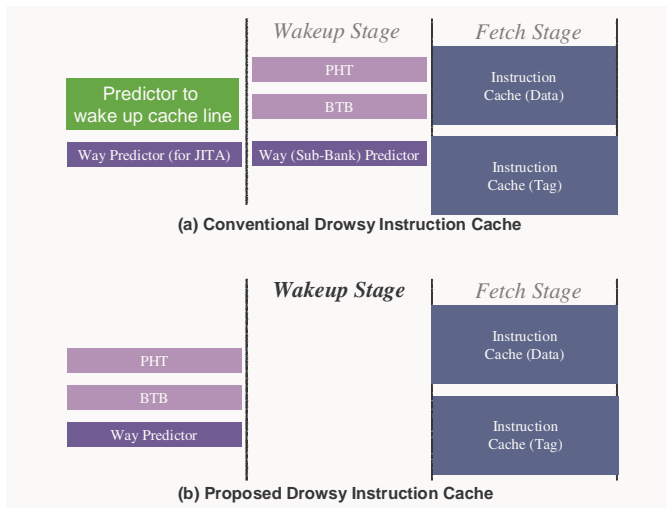 Wakeup Stage
Fetch Stage
Predictor to
wake up cache line
Way Predictor (for JITA)
PHT
BTB
Way (Sub-Bank) Predictor
Instruction
Cache (Data)
Instruction
Cache (Tag)
(a) Conventional Drowsy Instruction Cache
Wakeup Stage
Fetch Stage
PHT
BTB
Way Predictor
Instruction
Cache (Data)
Instruction
Cache (Tag)
(b) Proposed Drowsy Instruction Cache